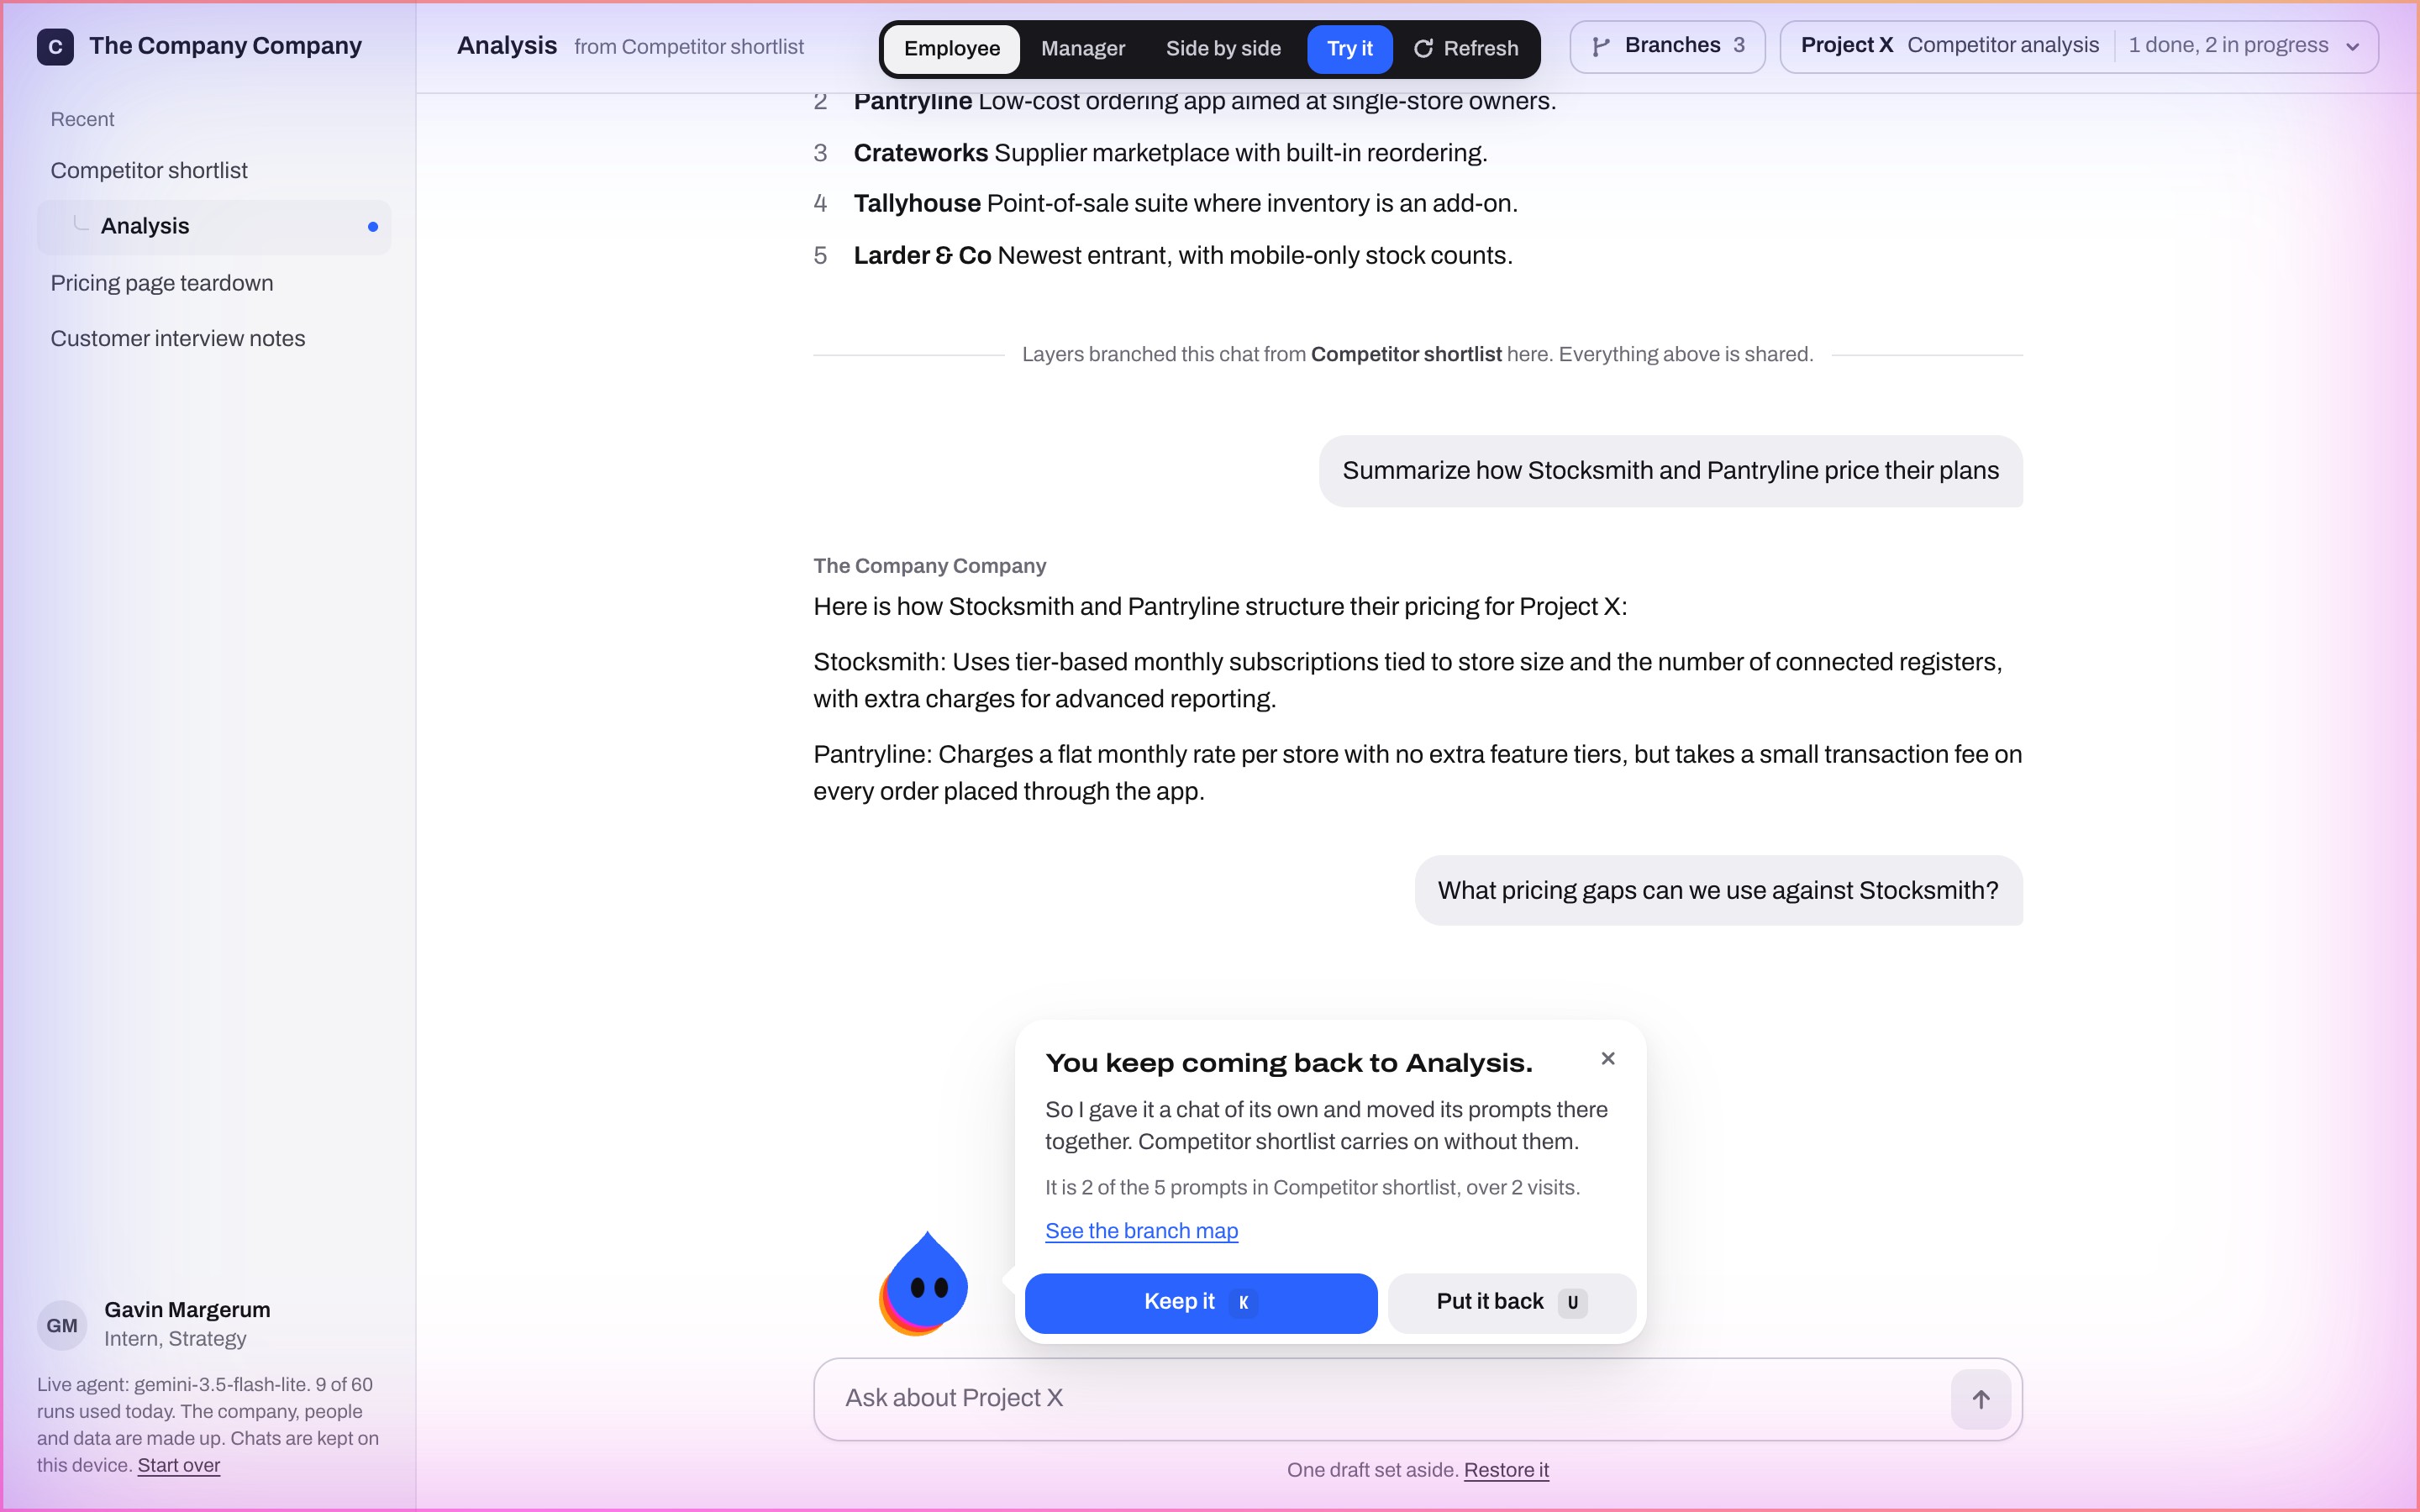 C The Company Company
Recent
Competitor shortlist
Analysis
Pricing page teardown
Customer interview notes
GM
Gavin Margerum
Intern, Strategy
Live agent: gemini-3.5-flash-lite. 9 of 60
runs used today. The company, people
and data are made up. Chats are kept on
this device. Start over
Analysis from Competitor shortlist
Employee Manager Side by side Try it Refresh
Branches 3
Project X Competitor analysis 1 done, 2 in progress
2 Pantryline Low-cost ordering app aimed at single-store owners.
3 Crateworks Supplier marketplace with built-in reordering.
4 Tallyhouse Point-of-sale suite where inventory is an add-on.
5 Larder & Co Newest entrant, with mobile-only stock counts.
Layers branched this chat from Competitor shortlist here. Everything above is shared.
Summarize how Stocksmith and Pantryline price their plans
The Company Company
Here is how Stocksmith and Pantryline structure their pricing for Project X:
Stocksmith: Uses tier-based monthly subscriptions tied to store size and the number of connected registers,
with extra charges for advanced reporting.
Pantryline: Charges a flat monthly rate per store with no extra feature tiers, but takes a small transaction fee on
every order placed through the app.
What pricing gaps can we use against Stocksmith?
You keep coming back to Analysis.
So I gave it a chat of its own and moved its prompts there
together. Competitor shortlist carries on without them.
It is 2 of the 5 prompts in Competitor shortlist, over 2 visits.
See the branch map
Keep it K
Put it back U
Ask about Project X
One draft set aside. Restore it